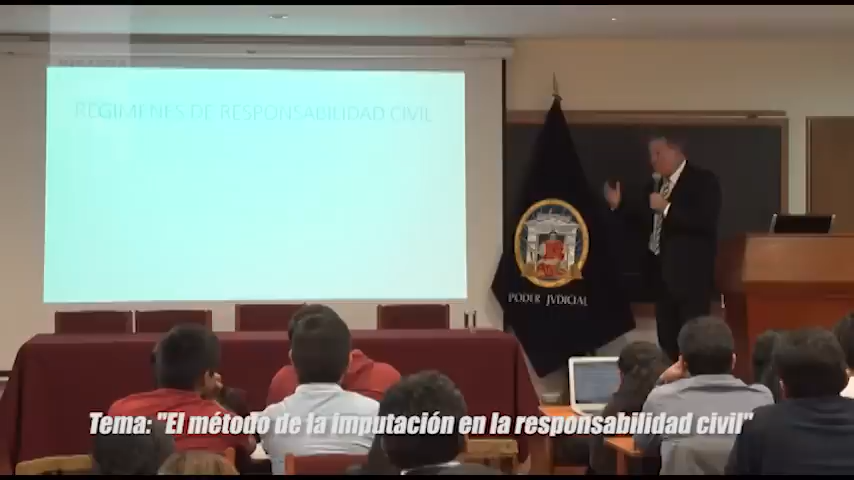 REGIMENES DE RESPONSABILIDAD CIVIL
PODER JUDICIAL
Tema: "El método de la imputación en la responsabilidad civil"